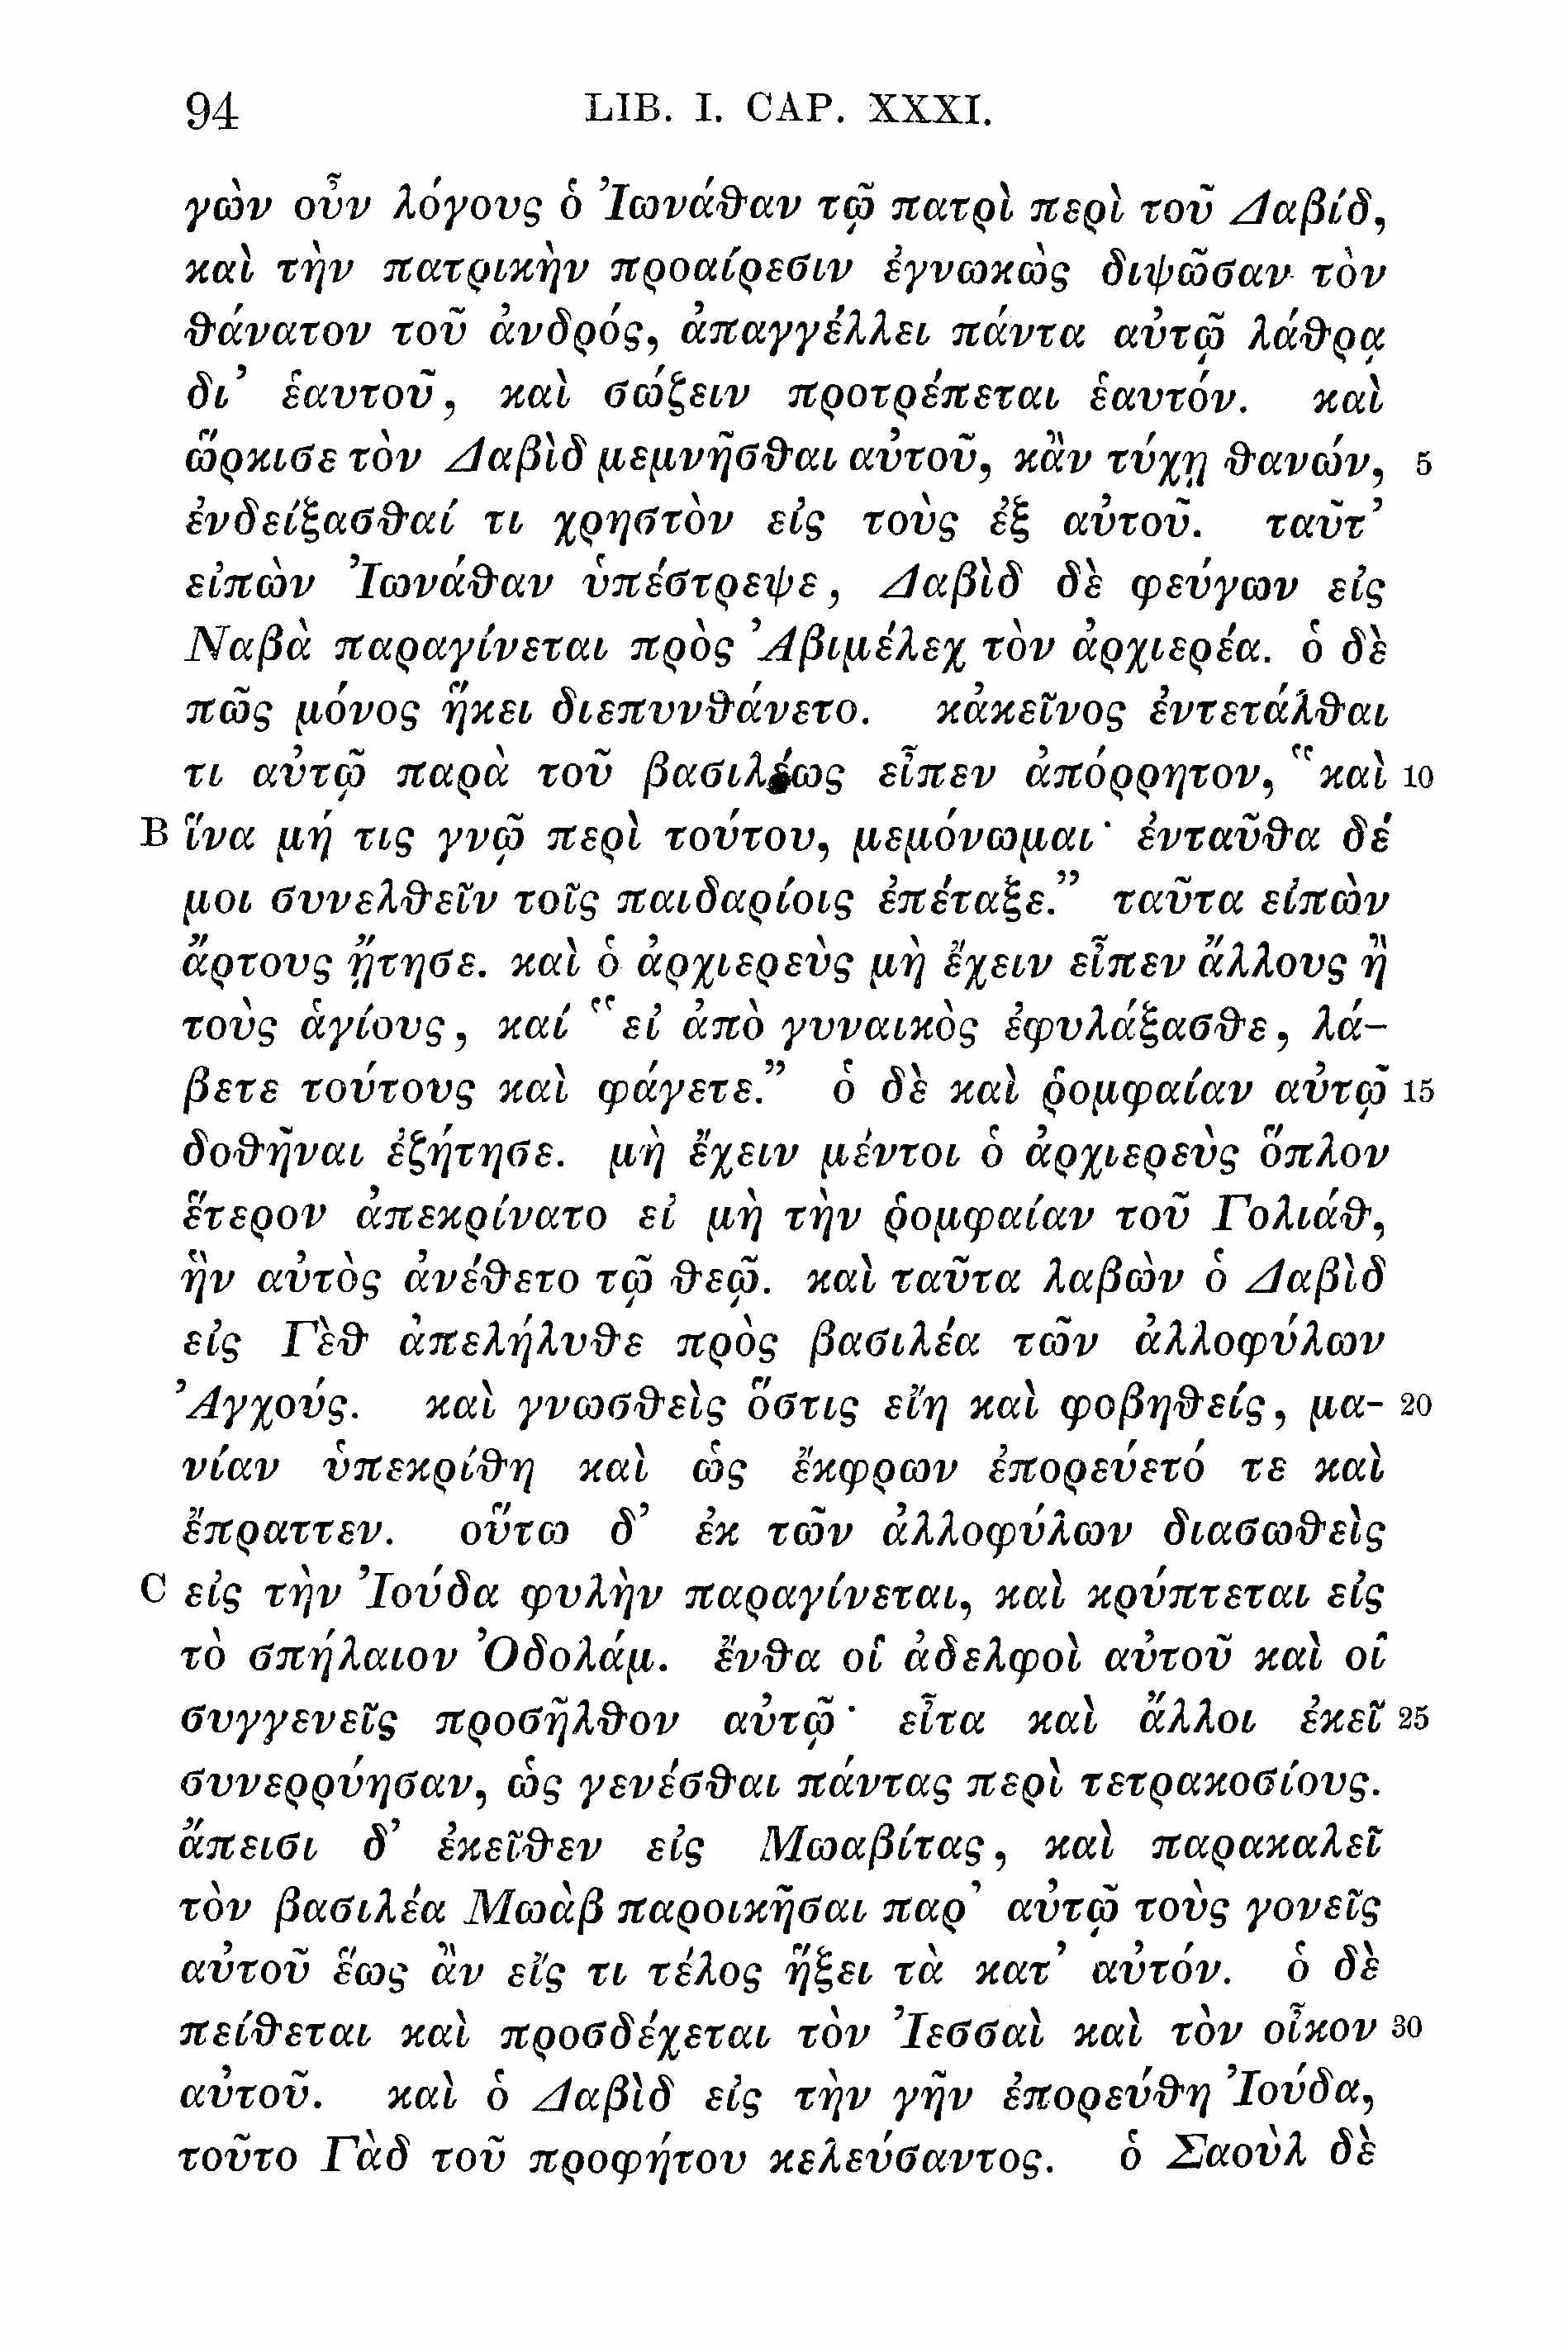 94 LIB. I. CAP. XXXI.
γὼν οὖν λόγους ὁ Ἰωνάθαν τῷ πατρὶ περὶ τοῦ Δαβίδ,
καὶ τὴν πατρικὴν προαίρεσιν ἐγνωκὼς διψῶσαν τὸν
θάνατον τοῦ ἀνδρός, ἀπαγγέλλει πάντα αὐτῷ λάθρᾳ
δι᾽ ἑαυτοῦ, καὶ σώζειν προτρέπεται ἑαυτόν. καὶ
ὥρκισε τὸν Δαβὶδ μεμνῆσθαι αὐτοῦ, κἂν τύχῃ θανών, 5
ἐνδείξασθαί τι χρηστὸν εἰς τοὺς ἐξ αὐτοῦ. ταῦτ᾽
εἰπὼν Ἰωνάθαν ὑπέστρεψε, Δαβὶδ δὲ φεύγων εἰς
Ναβὰ παραγίνεται πρὸς Ἀβιμέλεχ τὸν ἀρχιερέα. ὁ δὲ
πῶς μόνος ἥκει διεπυνθάνετο. κἀκεῖνος ἐντετάλθαι
τι αὐτῷ παρὰ τοῦ βασιλέως εἶπεν ἀπόρρητον, “καὶ 10
B ἵνα μή τις γνῷ περὶ τούτου, μεμόνωμαι· ἐνταῦθα δέ
μοι συνελθεῖν τοῖς παιδαρίοις ἐπέταξε.” ταῦτα εἰπὼν
ἄρτους ᾔτησε. καὶ ὁ ἀρχιερεὺς μὴ ἔχειν εἶπεν ἄλλους ἢ
τοὺς ἁγίους, καί “εἰ ἀπὸ γυναικὸς ἐφυλάξασθε, λά-
βετε τούτους καὶ φάγετε.” ὁ δὲ καὶ ῥομφαίαν αὐτῷ 15
δοθῆναι ἐζήτησε. μὴ ἔχειν μέντοι ὁ ἀρχιερεὺς ὅπλον
ἕτερον ἀπεκρίνατο εἰ μὴ τὴν ῥομφαίαν τοῦ Γολιάθ,
ἣν αὐτὸς ἀνέθετο τῷ θεῷ. καὶ ταῦτα λαβὼν ὁ Δαβὶδ
εἰς Γὲθ ἀπελήλυθε πρὸς βασιλέα τῶν ἀλλοφύλων
Ἀγχούς. καὶ γνωσθεὶς ὅστις εἴη καὶ φοβηθείς, μα- 20
νίαν ὑπεκρίθη καὶ ὡς ἔκφρων ἐπορεύετό τε καὶ
ἔπραττεν. οὕτω δ᾽ ἐκ τῶν ἀλλοφύλων διασωθεὶς
C εἰς τὴν Ἰούδα φυλὴν παραγίνεται, καὶ κρύπτεται εἰς
τὸ σπήλαιον Ὀδολάμ. ἔνθα οἱ ἀδελφοὶ αὐτοῦ καὶ οἱ
συγγενεῖς προσῆλθον αὐτῷ· εἶτα καὶ ἄλλοι ἐκεῖ 25
συνερρύησαν, ὡς γενέσθαι πάντας περὶ τετρακοσίους.
ἄπεισι δ᾽ ἐκεῖθεν εἰς Μωαβίτας, καὶ παρακαλεῖ
τὸν βασιλέα Μωὰβ παροικῆσαι παρ᾽ αὐτῷ τοὺς γονεῖς
αὐτοῦ ἕως ἂν εἴς τι τέλος ἥξει τὰ κατ᾽ αὐτόν. ὁ δὲ
πείθεται καὶ προσδέχεται τὸν Ἰεσσαὶ καὶ τὸν οἶκον 30
αὐτοῦ. καὶ ὁ Δαβὶδ εἰς τὴν γῆν ἐπορεύθη Ἰούδα,
τοῦτο Γὰδ τοῦ προφήτου κελεύσαντος. ὁ Σαοὺλ δὲ